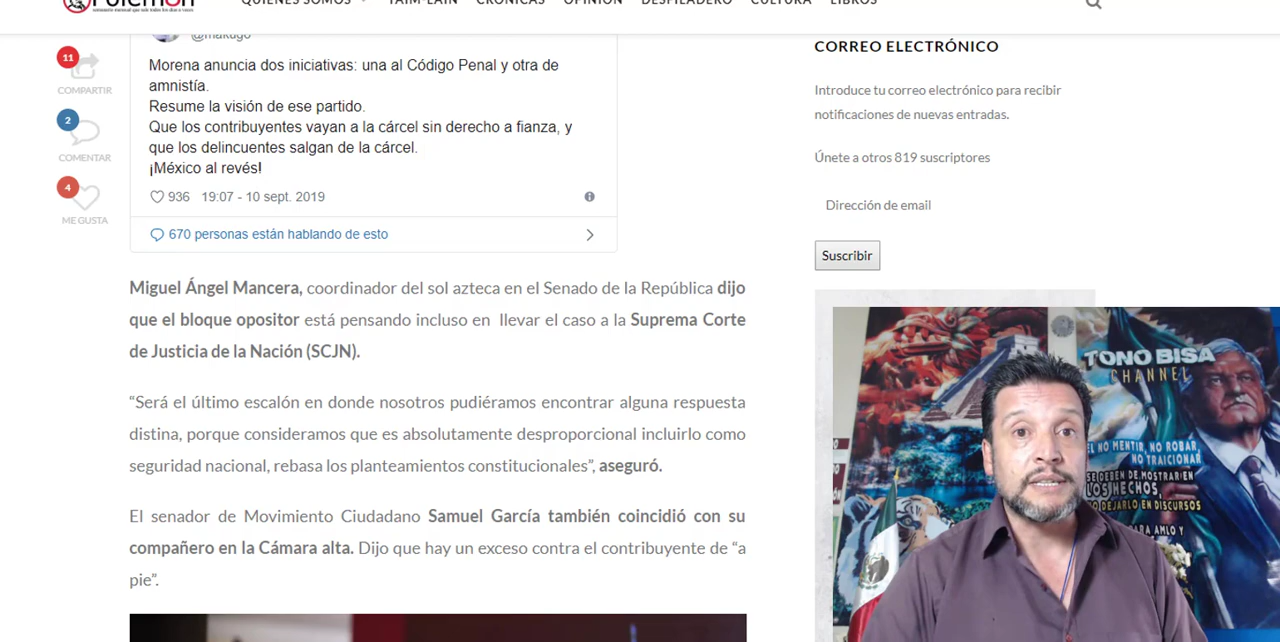 Polemón
QUIÉNES SOMOS
TAIM-LAIN
CRÓNICAS
OPINIÓN
DESFILADERO
CULTURA
LIBROS
@makugo
11
COMPARTIR
2
COMENTAR
4
ME GUSTA
Morena anuncia dos iniciativas: una al Código Penal y otra de
amnistía.
Resume la visión de ese partido.
Que los contribuyentes vayan a la cárcel sin derecho a fianza, y
que los delincuentes salgan de la cárcel.
¡México al revés!
936 19:07 - 10 sept. 2019
670 personas están hablando de esto
Miguel Ángel Mancera, coordinador del sol azteca en el Senado de la República dijo
que el bloque opositor está pensando incluso en llevar el caso a la Suprema Corte
de Justicia de la Nación (SCJN).
“Será el último escalón en donde nosotros pudiéramos encontrar alguna respuesta
distina, porque consideramos que es absolutamente desproporcional incluirlo como
seguridad nacional, rebasa los planteamientos constitucionales”, aseguró.
El senador de Movimiento Ciudadano Samuel García también coincidió con su
compañero en la Cámara alta. Dijo que hay un exceso contra el contribuyente de “a
pie”.
CORREO ELECTRÓNICO
Introduce tu correo electrónico para recibir
notificaciones de nuevas entradas.
Únete a otros 819 suscriptores
Dirección de email
Suscribir
TONO BISA
CHANNEL
EL NO MENTIR, NO ROBAR,
NO TRAICIONAR
SE DEBEN DE MOSTRAR EN
LOS HECHOS,
DEJARLO EN DISCURSOS
PARA AMLO Y